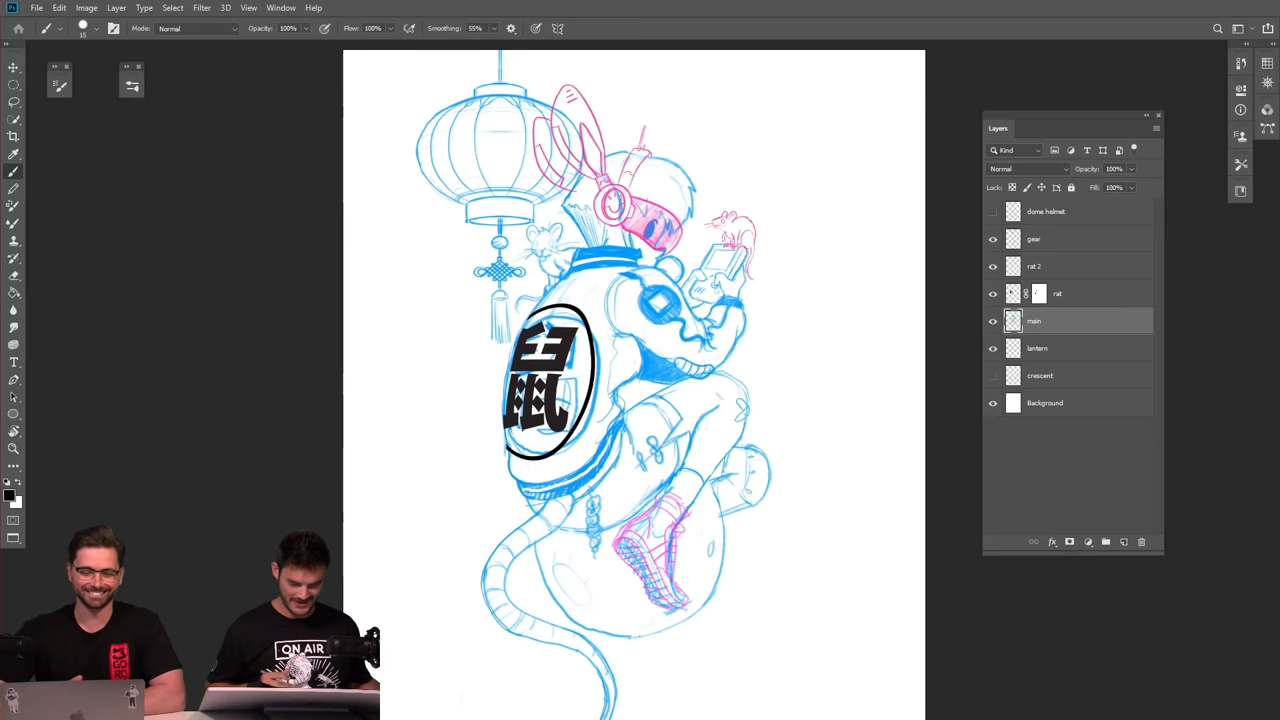 File Edit Image Layer Type Select Filter 3D View Window Help
15 Mode: Normal Opacity: 100% Flow: 100% Smoothing: 55%
Layers
Kind
Normal Opacity: 100%
Lock: Fill: 100%
dome helmet
gear
rat 2
rat
main
lantern
crescent
Background
鼠
ON AIR